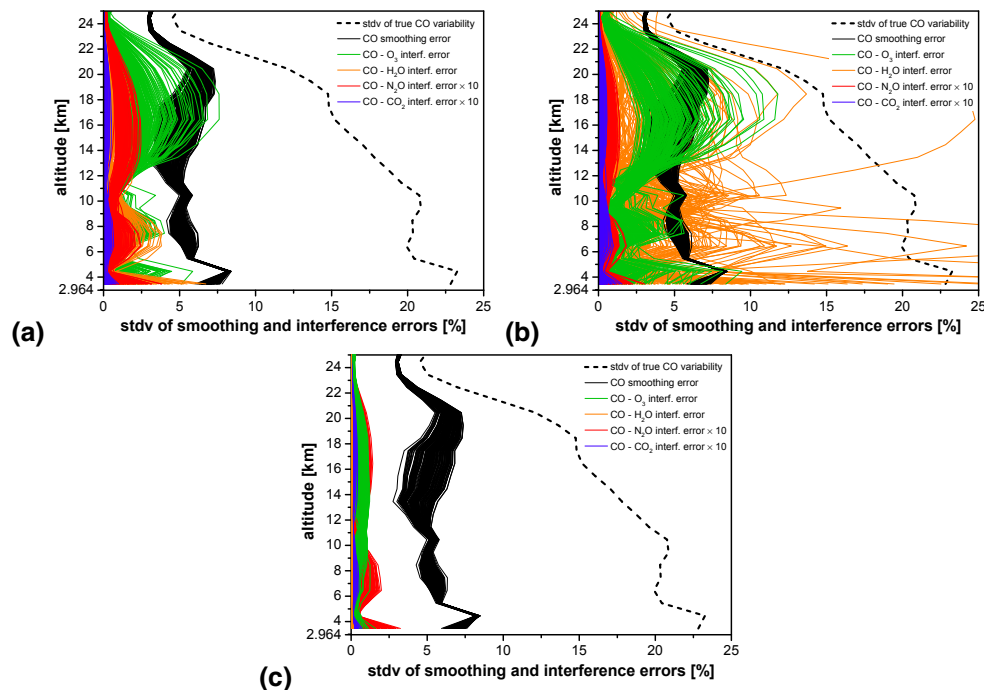 24
22
20
18
16
14
12
10
8
6
4
2.964
altitude [km]
stdv of true CO variability
CO smoothing error
CO - O₃ interf. error
CO - H₂O interf. error
CO - N₂O interf. error × 10
CO - CO₂ interf. error × 10
0 5 10 15 20 25
stdv of smoothing and interference errors [%]
(a)
24
22
20
18
16
14
12
10
8
6
4
2.964
altitude [km]
stdv of true CO variability
CO smoothing error
CO - O₃ interf. error
CO - H₂O interf. error
CO - N₂O interf. error × 10
CO - CO₂ interf. error × 10
0 5 10 15 20 25
stdv of smoothing and interference errors [%]
(b)
24
22
20
18
16
14
12
10
8
6
4
2.964
altitude [km]
stdv of true CO variability
CO smoothing error
CO - O₃ interf. error
CO - H₂O interf. error
CO - N₂O interf. error × 10
CO - CO₂ interf. error × 10
0 5 10 15 20 25
stdv of smoothing and interference errors [%]
(c)